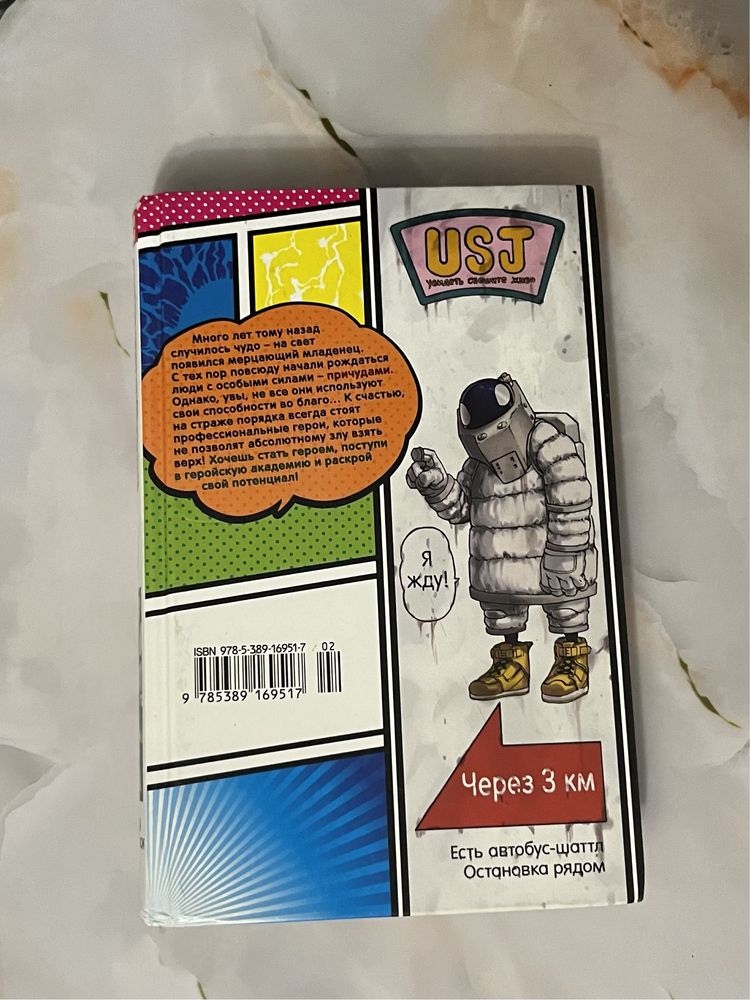 Много лет тому назад
случилось чудо – на свет
появился мерцающий младенец.
С тех пор повсюду начали рождаться
люди с особыми силами – причудами.
Однако, увы, не все они используют
свои способности во благо... К счастью,
на страже порядка всегда стоят
профессиональные герои, которые
не позволят абсолютному злу взять
верх! Хочешь стать героем, поступи
в геройскую академию и раскрой
свой потенциал!
ISBN 978-5-389-16951-7 02
9 785389 169517
USJ
увидеть спешите живо
Я
жду!
Через 3 км
Есть автобус-шаттл
Остановка рядом